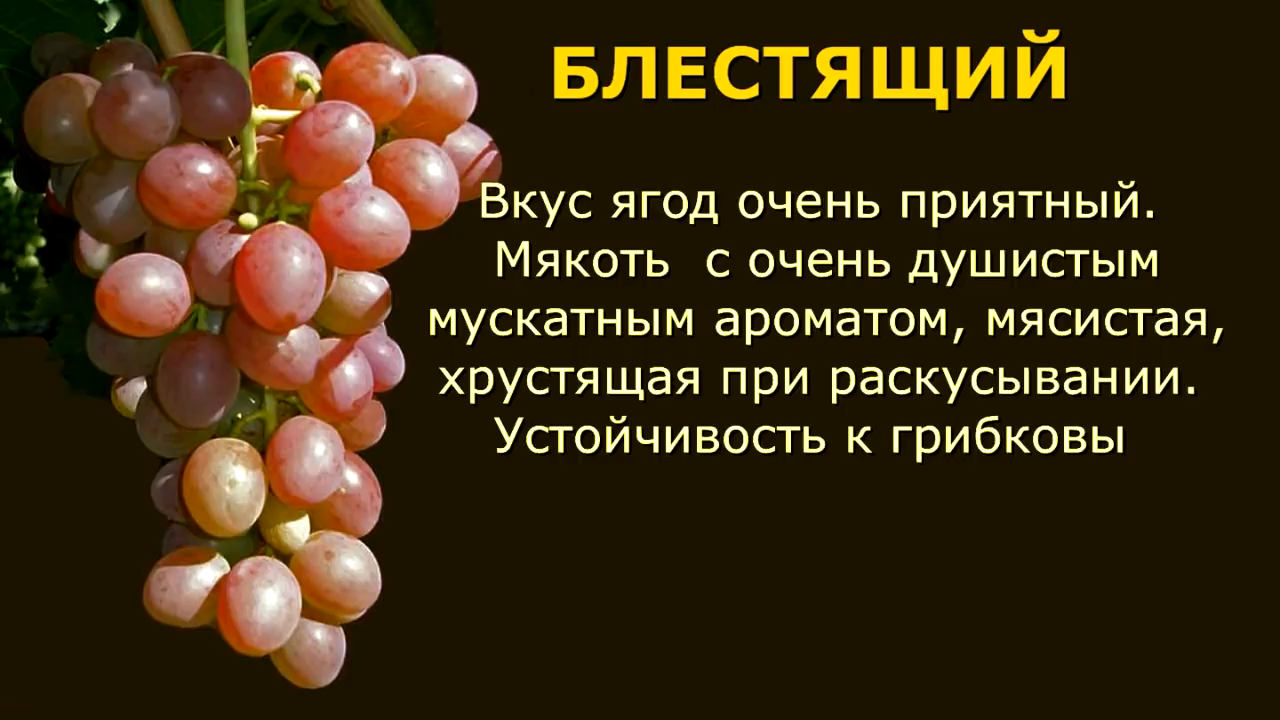 БЛЕСТЯЩИЙ
Вкус ягод очень приятный.
Мякоть с очень душистым
мускатным ароматом, мясистая,
хрустящая при раскусывании.
Устойчивость к грибковы